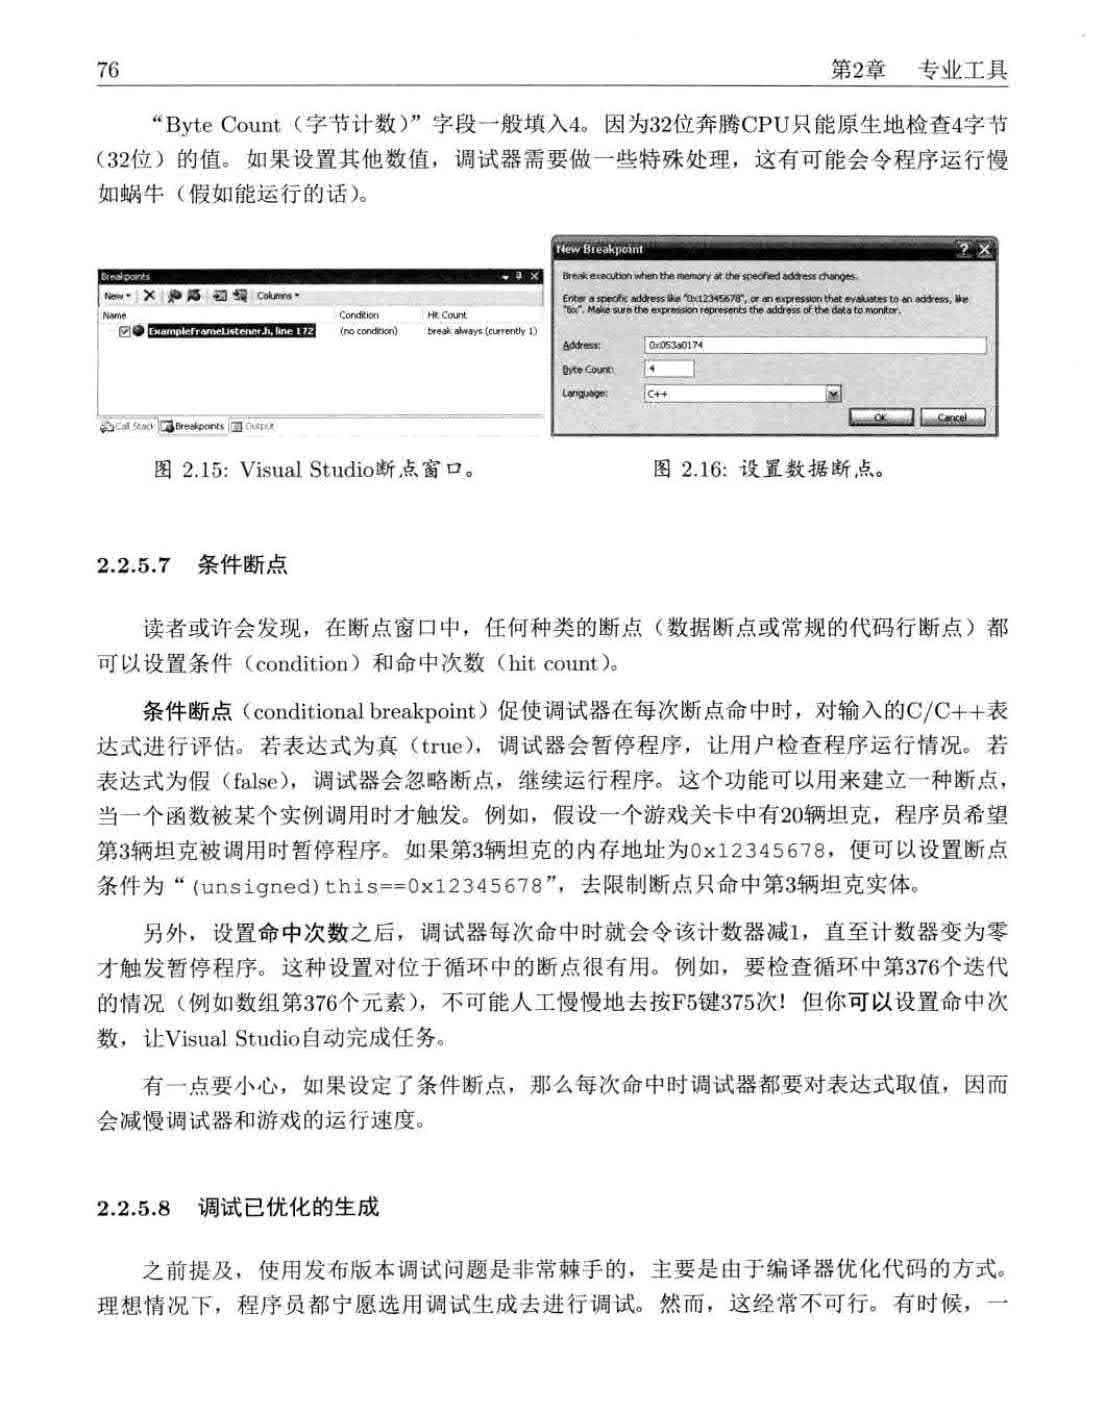 76
第2章 专业工具
“Byte Count（字节计数）”字段一般填入4。因为32位奔腾CPU只能原生地检查4字节
（32位）的值。如果设置其他数值，调试器需要做一些特殊处理，这有可能会令程序运行慢
如蜗牛（假如能运行的话）。
Breakpoints
New Columns
Name Condition Hit Count
ExampleFrameListener.h, line 172 (no condition) break always (currently 1)
Call Stack Breakpoints Output
New Breakpoint
Break execution when the memory at the specified address changes.
Enter a specific address like "0x12345678", or an expression that evaluates to an address, like
"&x". Make sure the expression represents the address of the data to monitor.
Address: 0x053a0174
Byte Count: 4
Language: C++
OK Cancel
图 2.15: Visual Studio断点窗口。
图 2.16: 设置数据断点。
2.2.5.7 条件断点
读者或许会发现，在断点窗口中，任何种类的断点（数据断点或常规的代码行断点）都
可以设置条件（condition）和命中次数（hit count）。
条件断点（conditional breakpoint）促使调试器在每次断点命中时，对输入的C/C++表
达式进行评估。若表达式为真（true），调试器会暂停程序，让用户检查程序运行情况。若
表达式为假（false），调试器会忽略断点，继续运行程序。这个功能可以用来建立一种断点，
当一个函数被某个实例调用时才触发。例如，假设一个游戏关卡中有20辆坦克，程序员希望
第3辆坦克被调用时暂停程序。如果第3辆坦克的内存地址为0x12345678，便可以设置断点
条件为“(unsigned)this==0x12345678”，去限制断点只命中第3辆坦克实体。
另外，设置命中次数之后，调试器每次命中时就会令该计数器减1，直至计数器变为零
才触发暂停程序。这种设置对位于循环中的断点很有用。例如，要检查循环中第376个迭代
的情况（例如数组第376个元素），不可能人工慢慢地去按F5键375次！但你可以设置命中次
数，让Visual Studio自动完成任务。
有一点要小心，如果设定了条件断点，那么每次命中时调试器都要对表达式取值，因而
会减慢调试器和游戏的运行速度。
2.2.5.8 调试已优化的生成
之前提及，使用发布版本调试问题是非常棘手的，主要是由于编译器优化代码的方式。
理想情况下，程序员都宁愿选用调试生成去进行调试。然而，这经常不可行。有时候，一